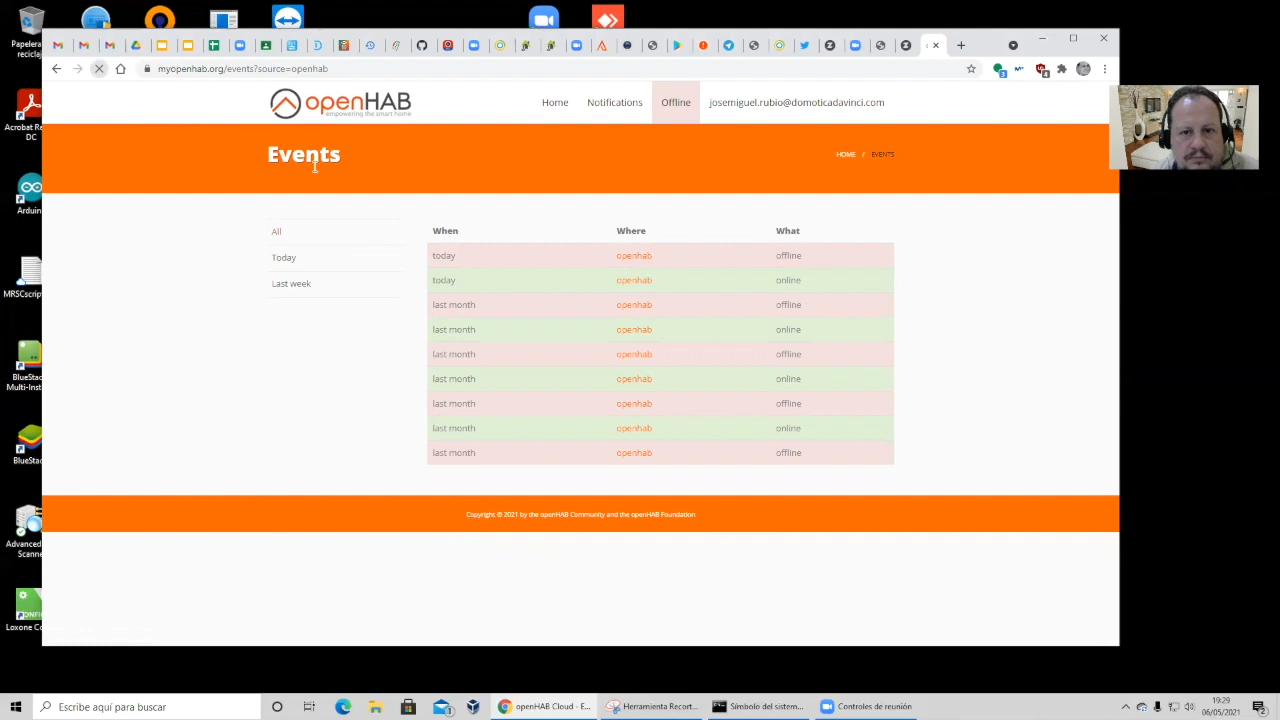 Papelera
reciclaj
myopenhab.org/events?source=openhab
openHAB
empowering the smart home
Home
Notifications
Offline
josemiguel.rubio@domoticadavinci.com
Events
HOME / EVENTS
All
Today
Last week
When Where What
today openhab offline
today openhab online
last month openhab offline
last month openhab online
last month openhab offline
last month openhab online
last month openhab offline
last month openhab online
last month openhab offline
Copyright © 2021 by the openHAB Community and the openHAB Foundation
Acrobat Re
DC
Arduin
MRSCscrip
BlueStack
Multi-Inst
BlueStac
Advanced
Scanne
Loxone Co
Escribe aquí para buscar
openHAB Cloud - E...
Herramienta Recort...
Símbolo del sistem...
Controles de reunión
19:29
06/05/2021